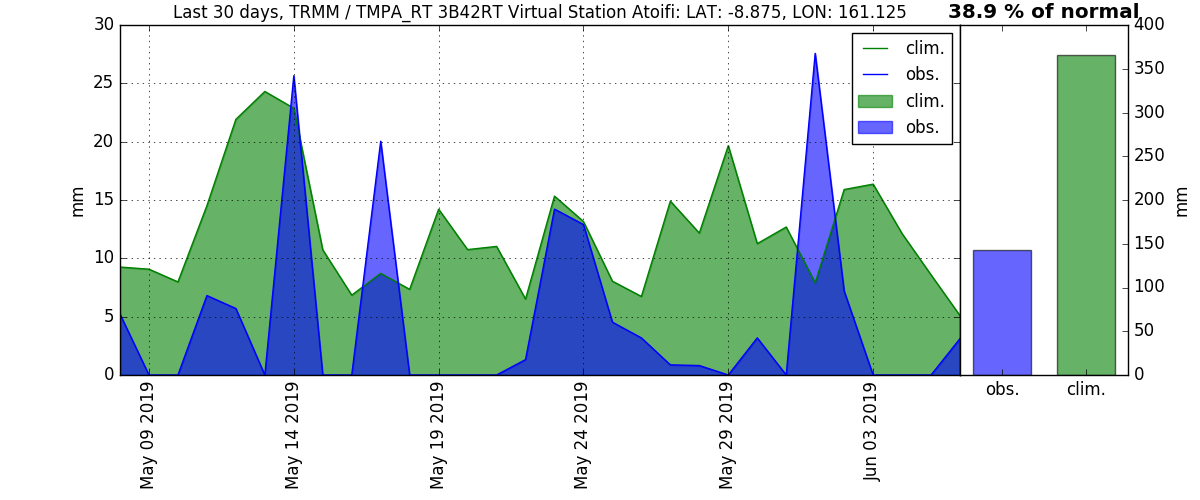 Last 30 days, TRMM / TMPA_RT 3B42RT Virtual Station Atoifi: LAT: -8.875, LON: 161.125
38.9 % of normal
30
25
20
15
10
5
0
mm
clim.
obs.
clim.
obs.
May 09 2019
May 14 2019
May 19 2019
May 24 2019
May 29 2019
Jun 03 2019
400
350
300
250
200
150
100
50
0
mm
obs.
clim.